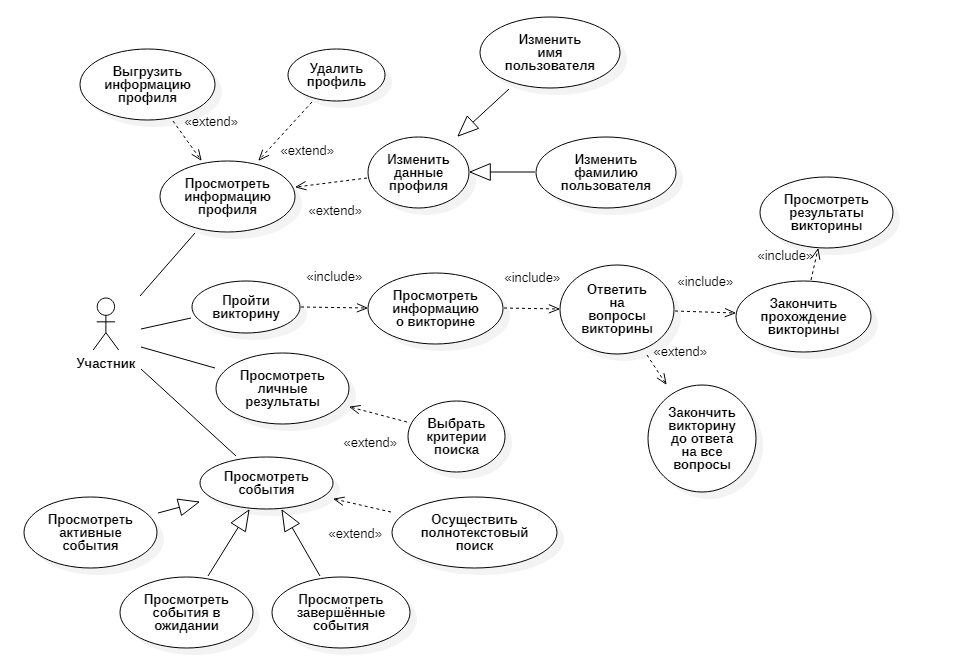 Изменить
имя
пользователя
Выгрузить
информацию
профиля
Удалить
профиль
«extend»
«extend»
Изменить
данные
профиля
Изменить
фамилию
пользователя
Просмотреть
информацию
профиля
«extend»
Просмотреть
результаты
викторины
«include»
Пройти
викторину
«include»
Просмотреть
информацию
о викторине
«include»
Ответить
на
вопросы
викторины
«include»
Закончить
прохождение
викторины
Участник
«extend»
Просмотреть
личные
результаты
Выбрать
критерии
поиска
«extend»
Закончить
викторину
до ответа
на все
вопросы
Просмотреть
события
Просмотреть
активные
события
«extend»
Осуществить
полнотекстовый
поиск
Просмотреть
события в
ожидании
Просмотреть
завершённые
события